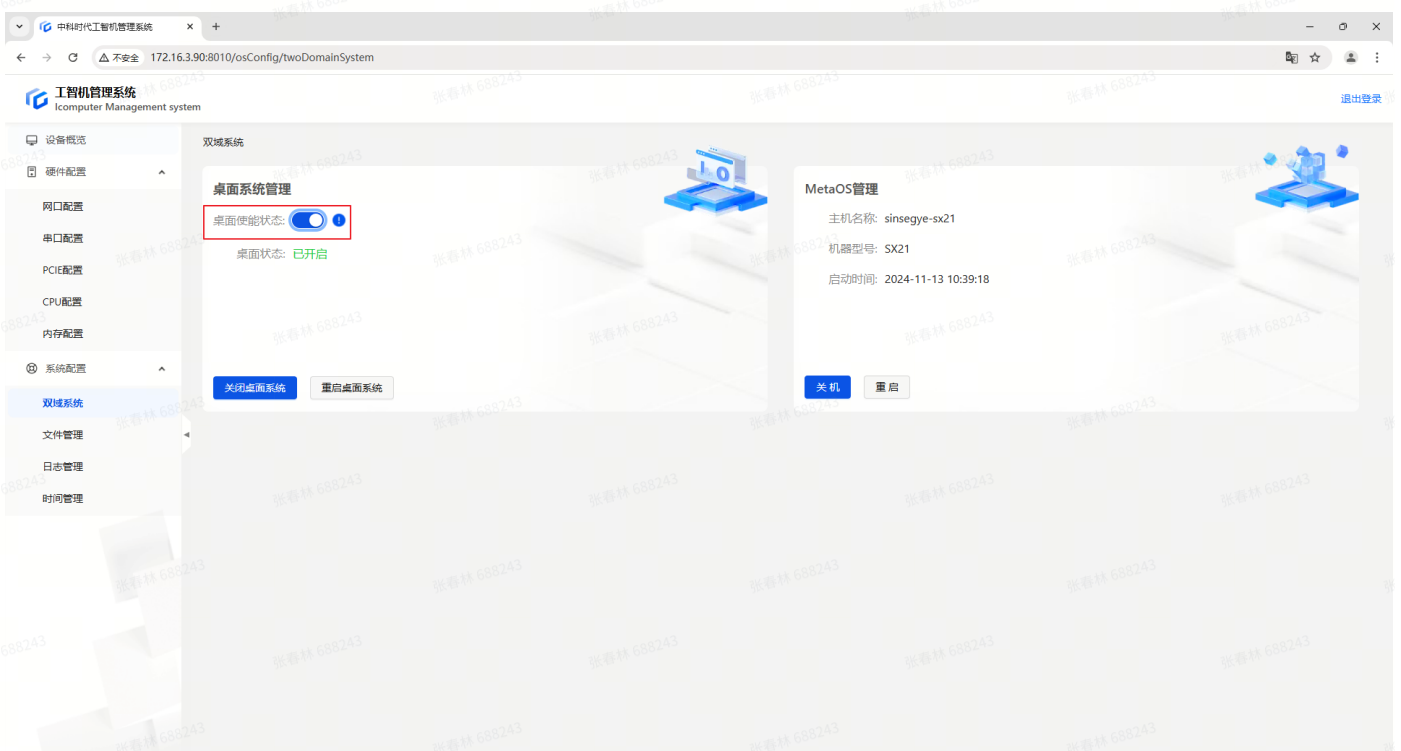 中科时代工智机管理系统
不安全 172.16.3.90:8010/osConfig/twoDomainSystem
工智机管理系统
Icomputer Management system
退出登录
设备概览
硬件配置
网口配置
串口配置
PCIE配置
CPU配置
内存配置
系统配置
双域系统
文件管理
日志管理
时间管理
双域系统
桌面系统管理
桌面使能状态:
桌面状态: 已开启
关闭桌面系统 重启桌面系统
MetaOS管理
主机名称: sinsegye-sx21
机器型号: SX21
启动时间: 2024-11-13 10:39:18
关 机 重 启
张春林 688243